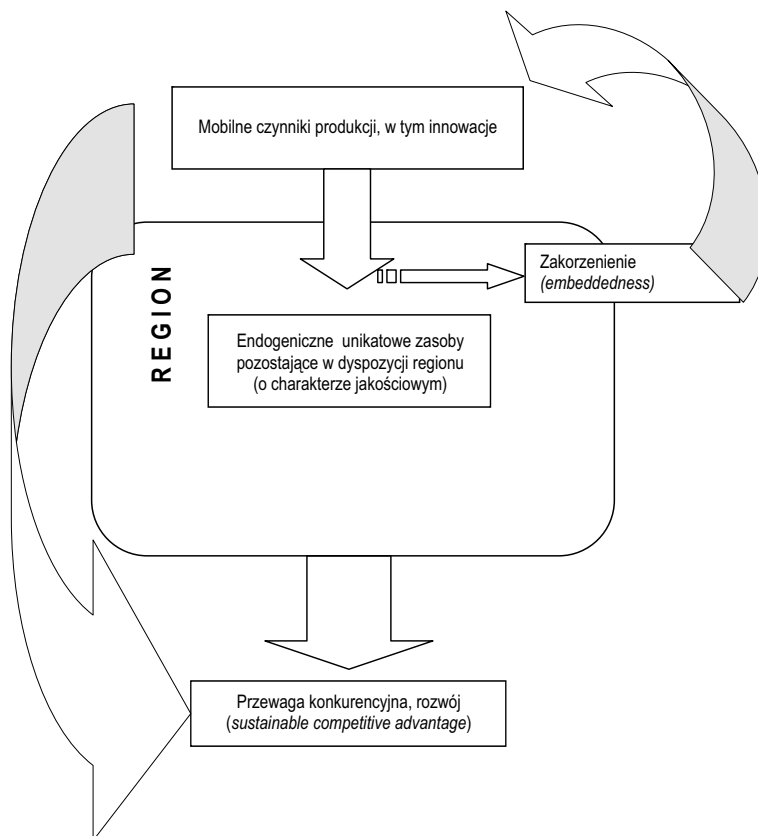 Mobilne czynniki produkcji, w tym innowacje
Zakorzenienie
(embeddedness)
REGION
Endogeniczne unikatowe zasoby
pozostające w dyspozycji regionu
(o charakterze jakościowym)
Przewaga konkurencyjna, rozwój
(sustainable competitive advantage)